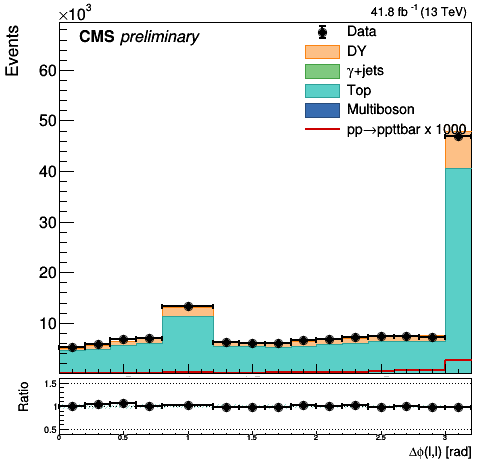 ×10³
41.8 fb⁻¹ (13 TeV)
CMS preliminary
Events
Data
DY
γ+jets
Top
Multiboson
pp→ppttbar x 1000
60
50
40
30
20
10
Ratio
1.5
1
0.5
0 0.5 1 1.5 2 2.5 3
Δϕ(l,l) [rad]